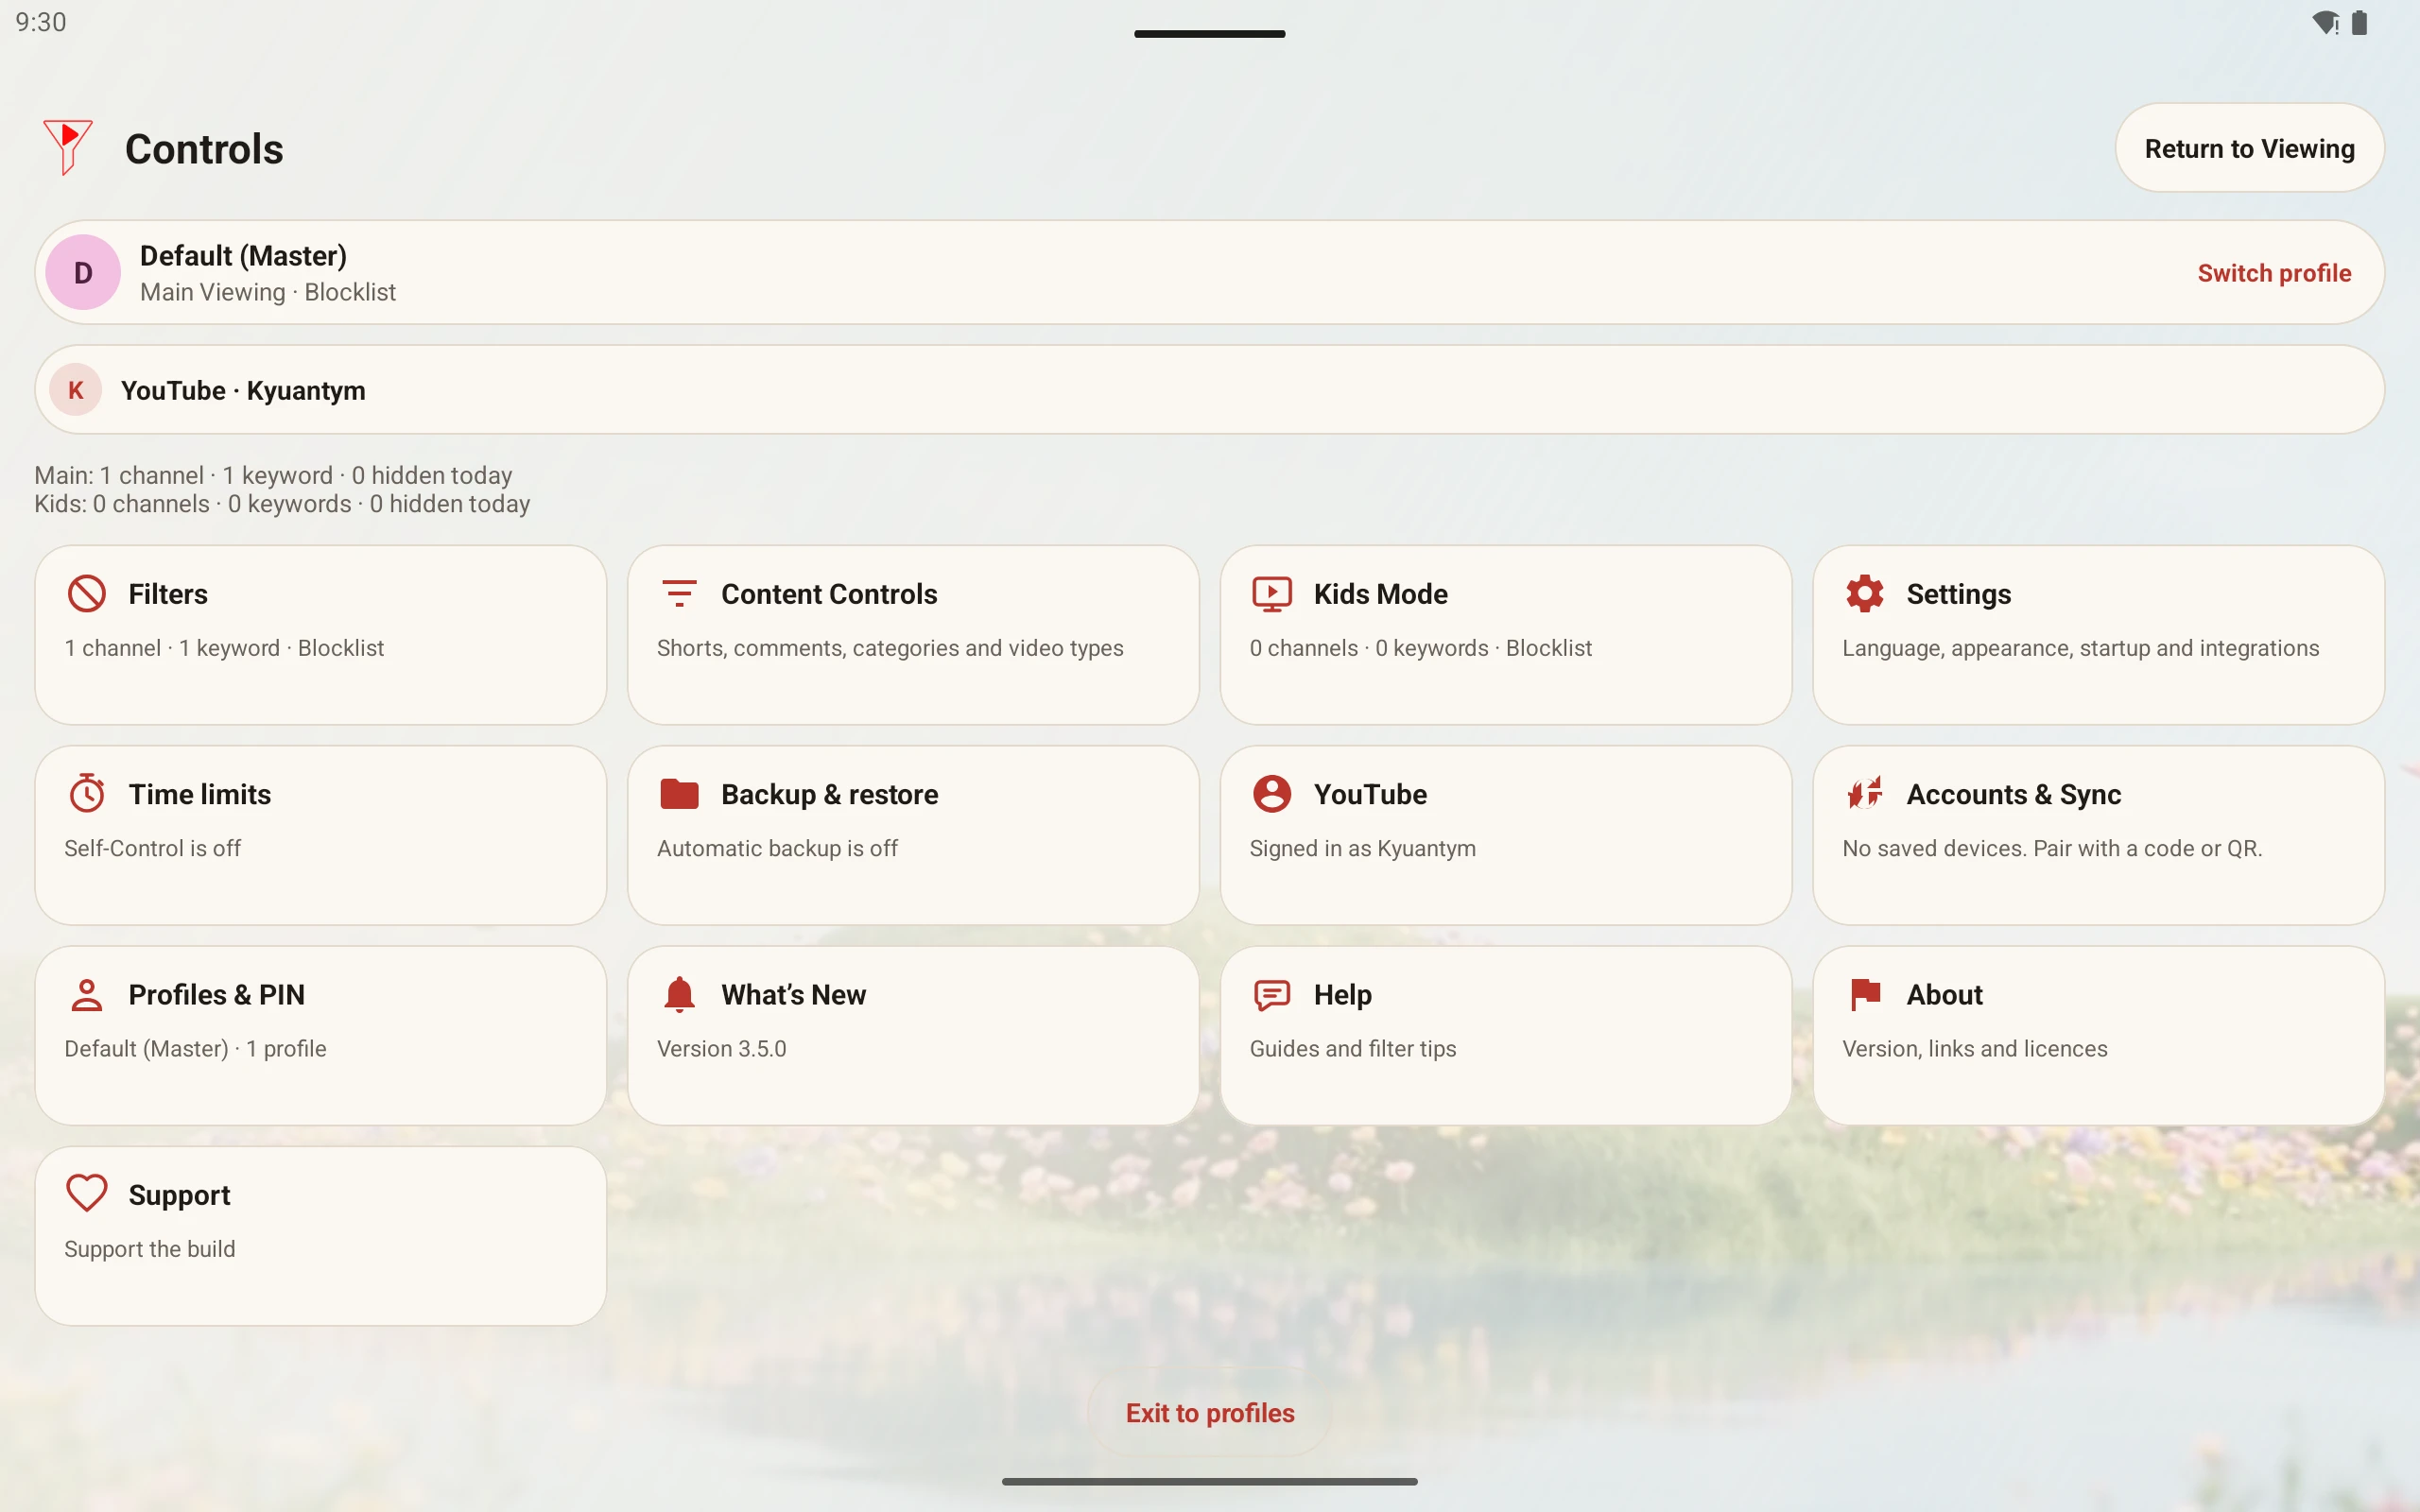 9:30
Controls
Return to Viewing
D
Default (Master)
Main Viewing · Blocklist
Switch profile
K
YouTube · Kyuantym
Main: 1 channel · 1 keyword · 0 hidden today
Kids: 0 channels · 0 keywords · 0 hidden today
Filters
1 channel · 1 keyword · Blocklist
Content Controls
Shorts, comments, categories and video types
Kids Mode
0 channels · 0 keywords · Blocklist
Settings
Language, appearance, startup and integrations
Time limits
Self-Control is off
Backup & restore
Automatic backup is off
YouTube
Signed in as Kyuantym
Accounts & Sync
No saved devices. Pair with a code or QR.
Profiles & PIN
Default (Master) · 1 profile
What’s New
Version 3.5.0
Help
Guides and filter tips
About
Version, links and licences
Support
Support the build
Exit to profiles